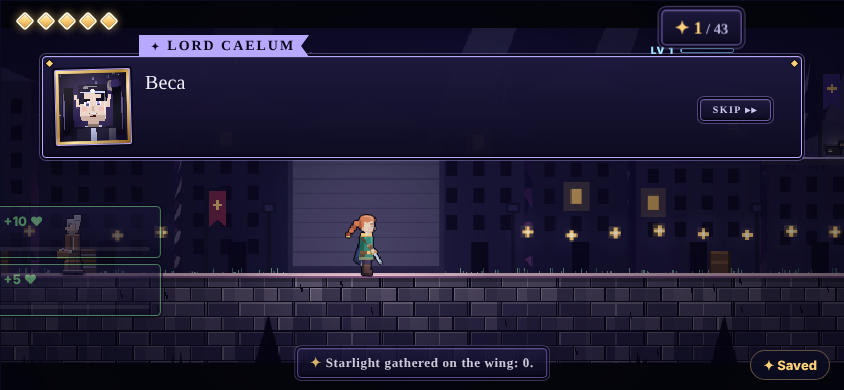 ✦ 1 / 43
✦ LORD CAELUM
LV 1
Beca
SKIP ▸▸
+10 ♥
+5 ♥
✦ Starlight gathered on the wing: 0.
✦ Saved